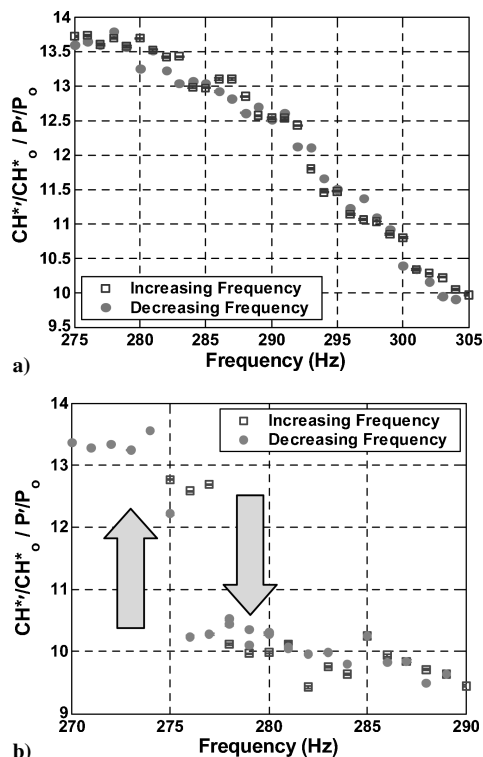 14
13.5
13
12.5
12
11.5
11
10.5
10
9.5
CH*'/CH*o / P'/Po
Increasing Frequency
Decreasing Frequency
275 280 285 290 295 300 305
Frequency (Hz)
a)
14
13
12
11
10
9
CH*'/CH*o / P'/Po
Increasing Frequency
Decreasing Frequency
270 275 280 285 290
Frequency (Hz)
b)